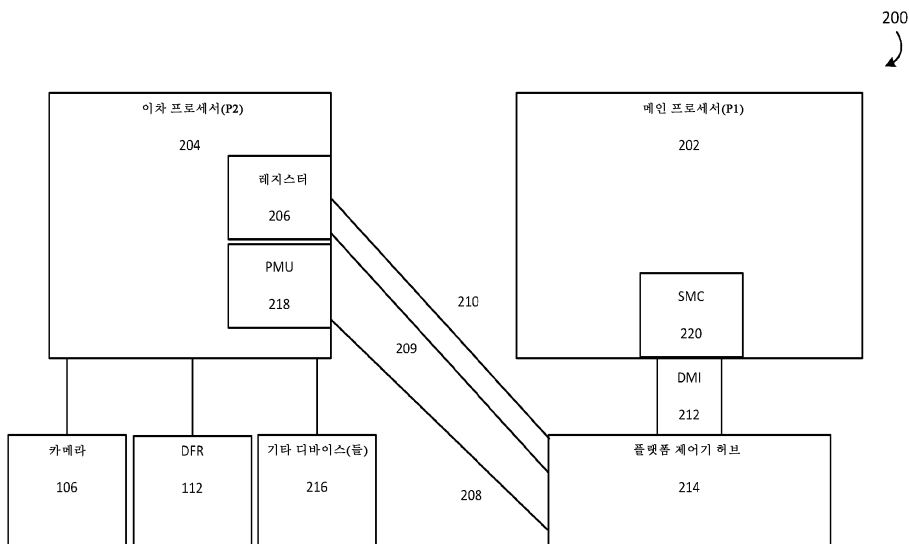 200
이차 프로세서(P2)
204
레지스터
206
PMU
218
메인 프로세서(P1)
202
SMC
220
210
209
208
DMI
212
카메라
106
DFR
112
기타 디바이스(들)
216
플랫폼 제어기 허브
214